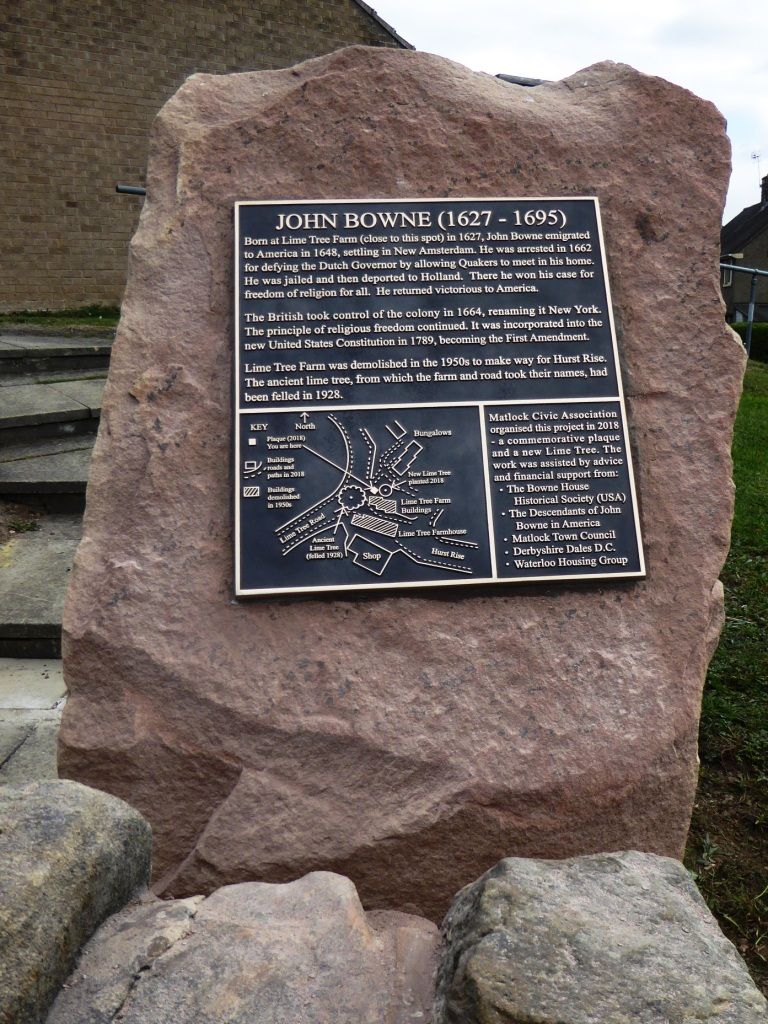 JOHN BOWNE (1627 - 1695)
Born at Lime Tree Farm (close to this spot) in 1627, John Bowne emigrated
to America in 1648, settling in New Amsterdam. He was arrested in 1662
for defying the Dutch Governor by allowing Quakers to meet in his home.
He was jailed and then deported to Holland. There he won his case for
freedom of religion for all. He returned victorious to America.
The British took control of the colony in 1664, renaming it New York.
The principle of religious freedom continued. It was incorporated into the
new United States Constitution in 1789, becoming the First Amendment.
Lime Tree Farm was demolished in the 1950s to make way for Hurst Rise.
The ancient lime tree, from which the farm and road took their names, had
been felled in 1928.
KEY
North
Plaque (2018)
You are here
Buildings
roads and
paths in 2018
Buildings
demolished
in 1950s
Bungalows
New Lime Tree
planted 2018
Lime Tree Farm
Buildings
Lime Tree Road
Lime Tree Farmhouse
Ancient
Lime Tree
(felled 1928)
Shop
Hurst Rise
Matlock Civic Association
organised this project in 2018
- a commemorative plaque
and a new Lime Tree. The
work was assisted by advice
and financial support from:
• The Bowne House
Historical Society (USA)
• The Descendants of John
Bowne in America
• Matlock Town Council
• Derbyshire Dales D.C.
• Waterloo Housing Group